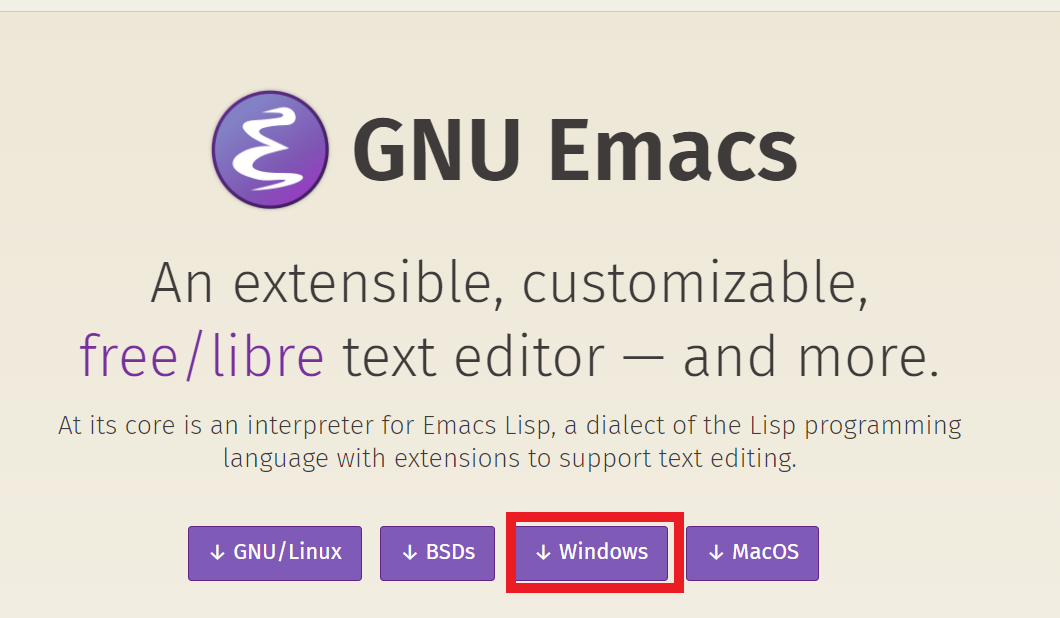 GNU Emacs
An extensible, customizable,
free/libre text editor — and more.
At its core is an interpreter for Emacs Lisp, a dialect of the Lisp programming
language with extensions to support text editing.
↓ GNU/Linux ↓ BSDs ↓ Windows ↓ MacOS